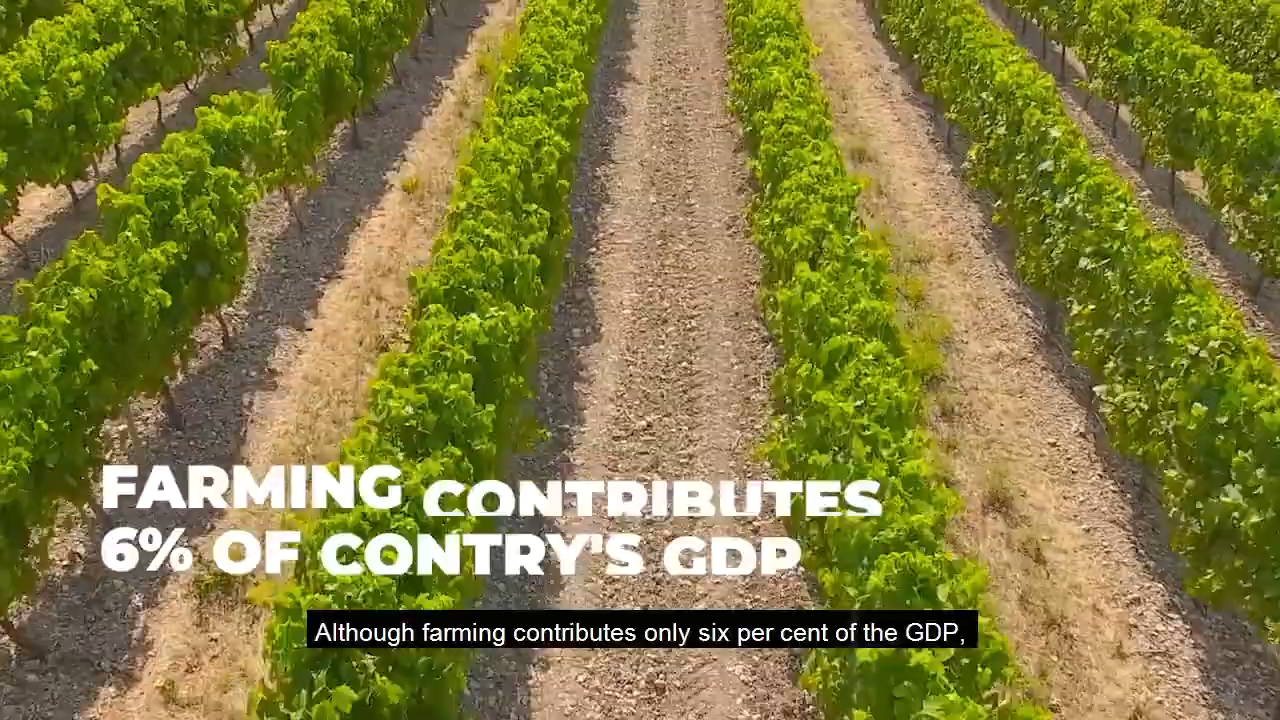 FARMING CONTRIBUTES
6% OF CONTRY'S GDP
Although farming contributes only six per cent of the GDP,